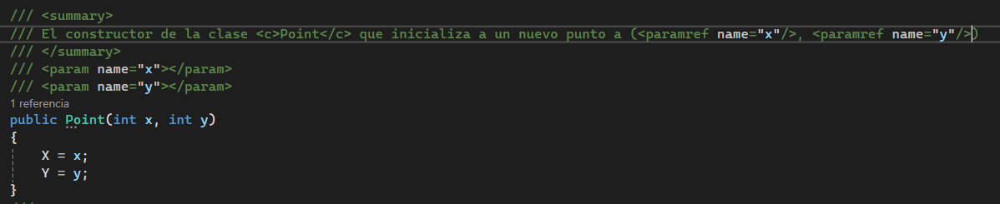 /// <summary>
/// El constructor de la clase <c>Point</c> que inicializa a un nuevo punto a (<paramref name="x"/>, <paramref name="y"/>)
/// </summary>
/// <param name="x"></param>
/// <param name="y"></param>
1 referencia
public Point(int x, int y)
{
    X = x;
    Y = y;
}